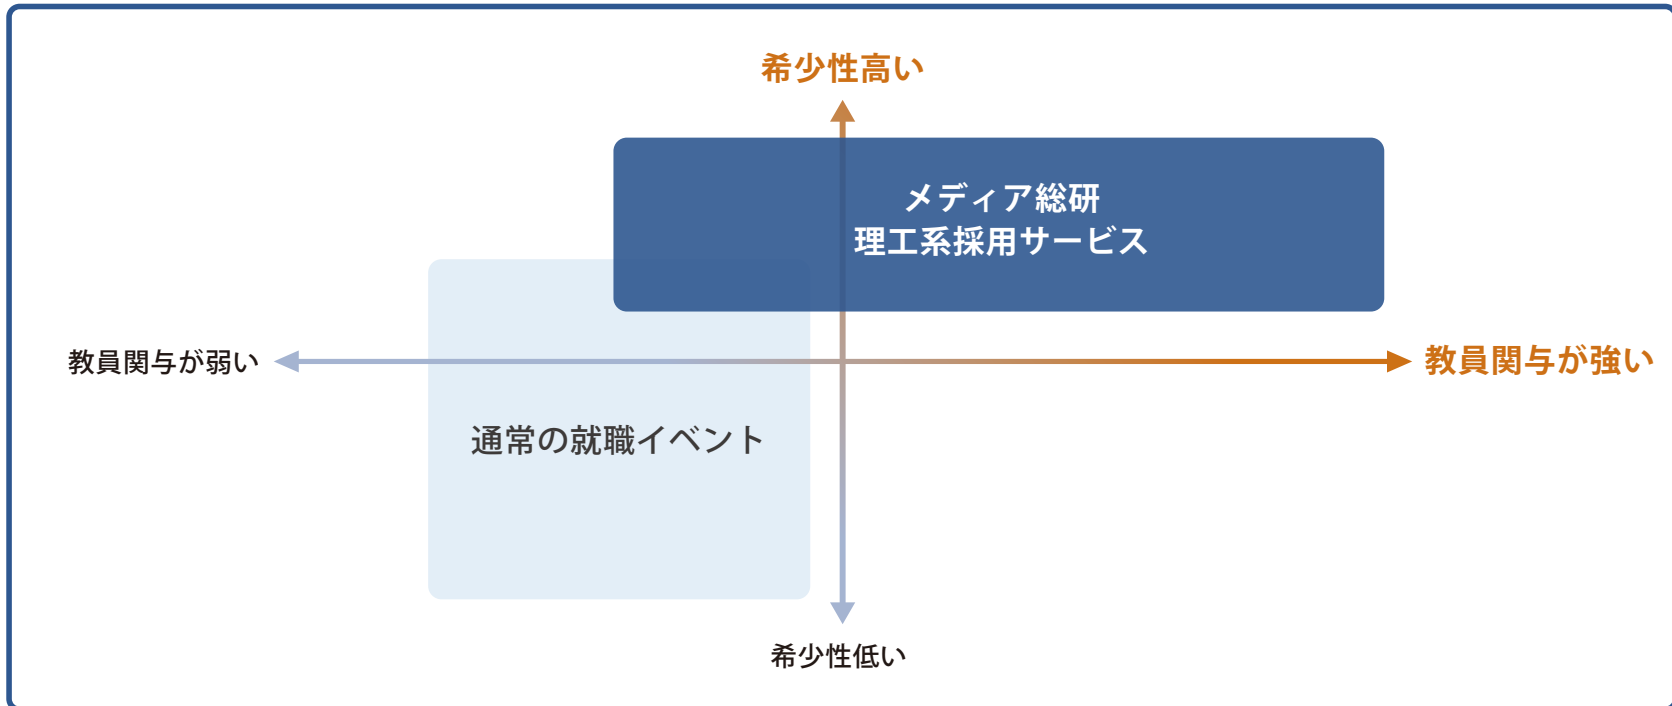 希少性高い
メディア総研
理工系採用サービス
教員関与が弱い
教員関与が強い
通常の就職イベント
希少性低い